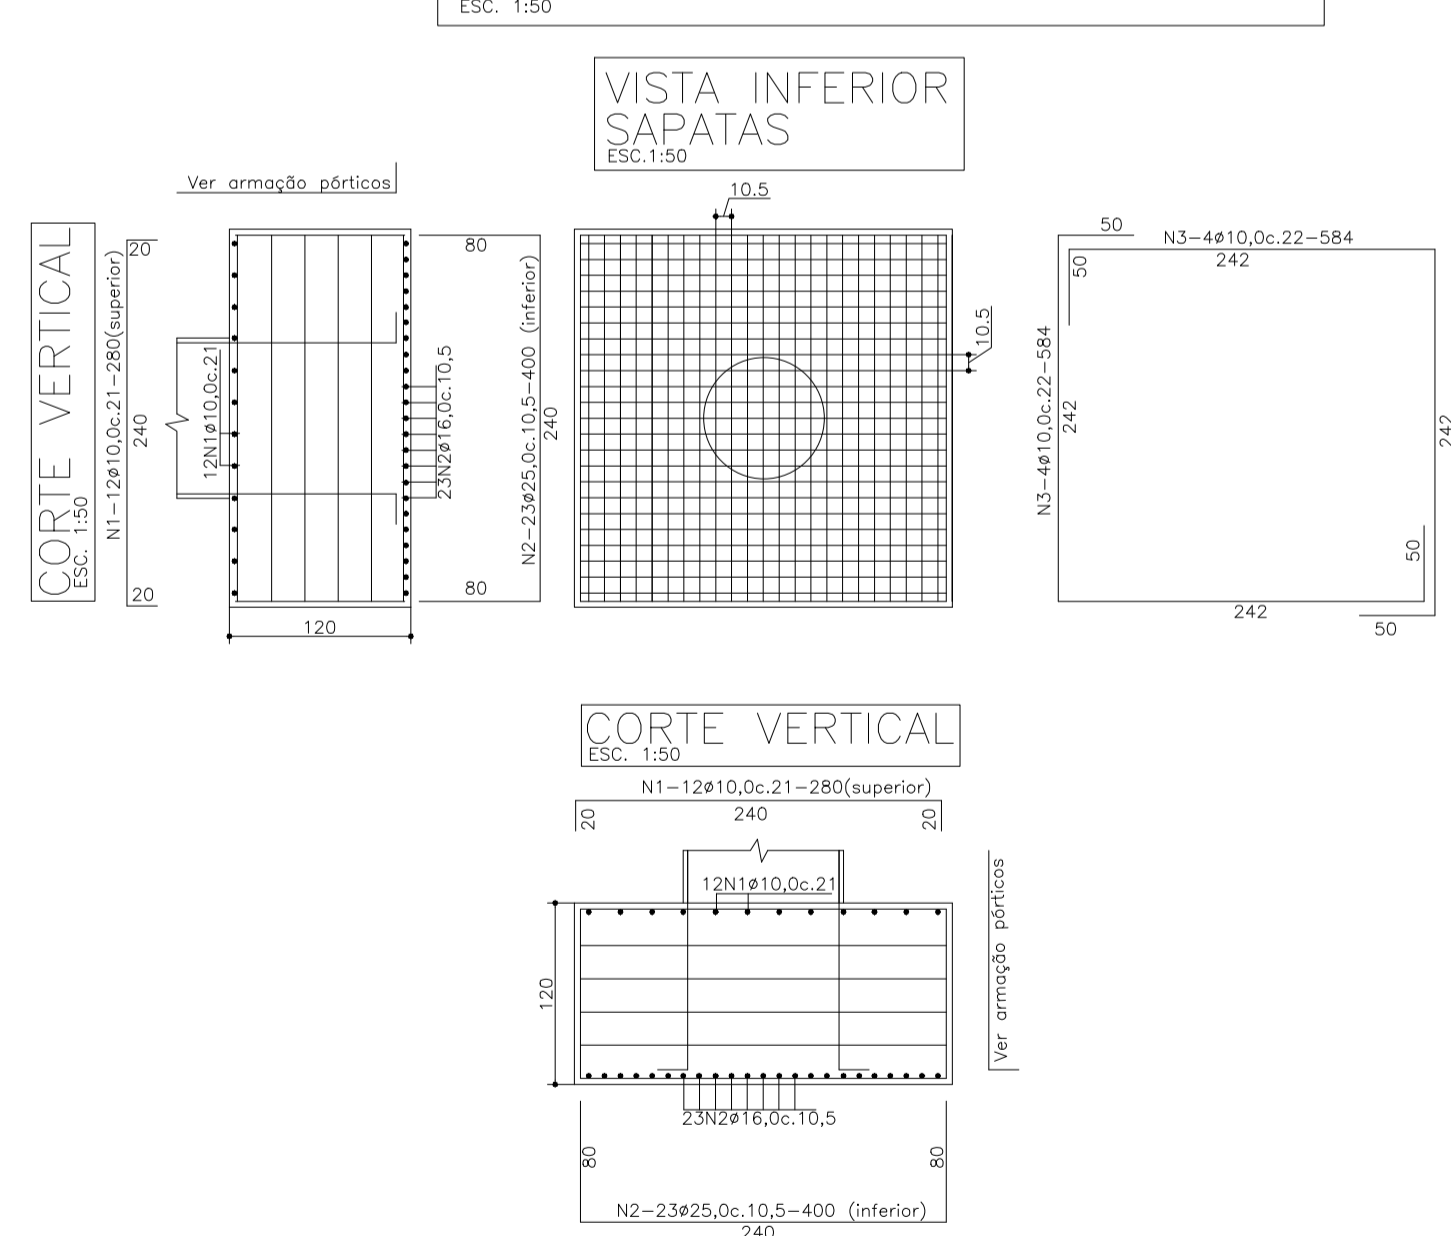 ESC. 1:50
VISTA INFERIOR
SAPATAS
ESC.1:50
Ver armação pórticos
CORTE VERTICAL
ESC. 1:50
N1-12ø10,0c.21-280(superior)
20
240
20
12N1ø10,0c.21
120
23N2ø16,0c.10,5
80
80
N2-23ø25,0c.10,5-400 (inferior)
240
10.5
10.5
50
N3-4ø10,0c.22-584
242
50
N3-4ø10,0c.22-584
242
242
50
242
50
CORTE VERTICAL
ESC. 1:50
N1-12ø10,0c.21-280(superior)
20
240
20
12N1ø10,0c.21
120
Ver armação pórticos
23N2ø16,0c.10,5
80
80
N2-23ø25,0c.10,5-400 (inferior)
240